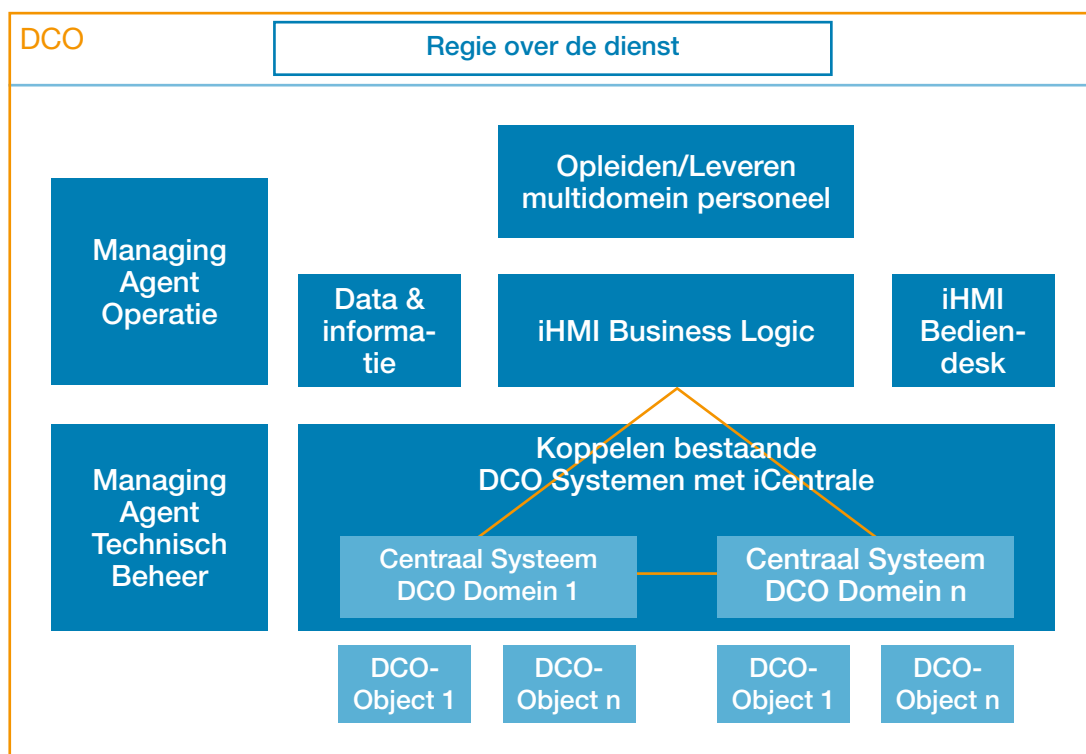 DCO
Regie over de dienst
Opleiden/Leveren
multidomein personeel
Managing
Agent
Operatie
Data &
informa-
tie
iHMI Business Logic
iHMI
Bedien-
desk
Managing
Agent
Technisch
Beheer
Koppelen bestaande
DCO Systemen met iCentrale
Centraal Systeem
DCO Domein 1
Centraal Systeem
DCO Domein n
DCO-
Object 1
DCO-
Object n
DCO-
Object 1
DCO-
Object n